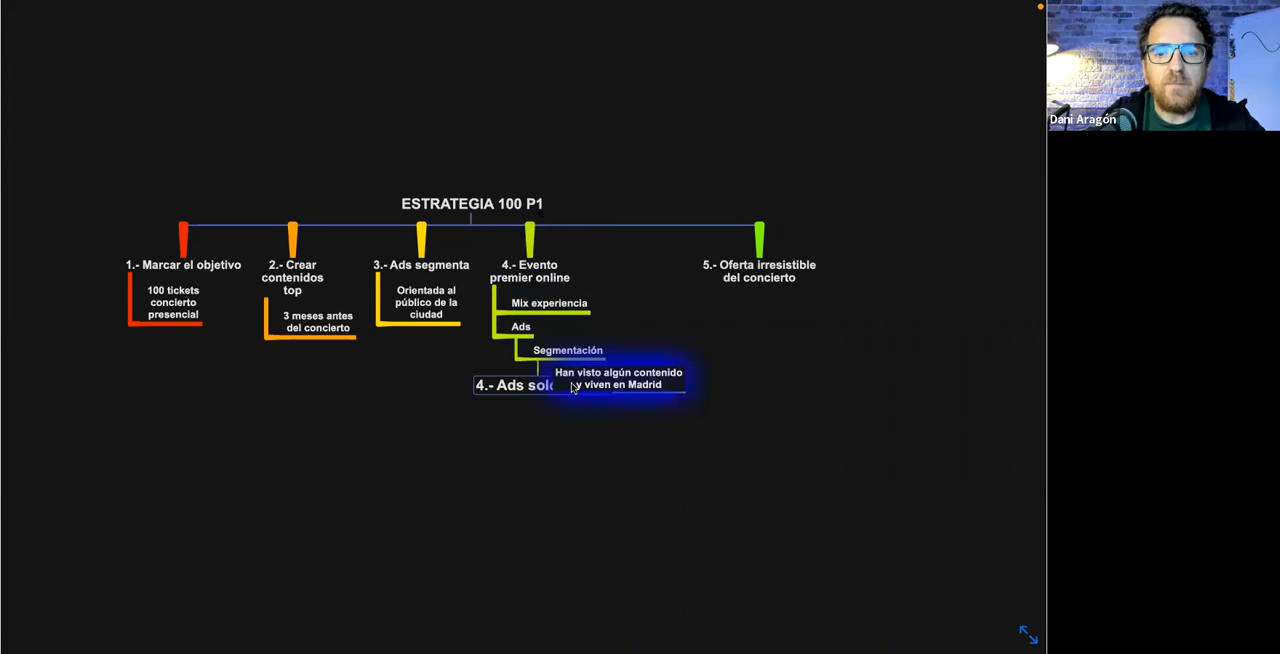 Dani Aragón
ESTRATEGIA 100 P1
1.- Marcar el objetivo
100 tickets
concierto
presencial
2.- Crear
contenidos
top
3 meses antes
del concierto
3.- Ads segmenta
Orientada al
público de la
ciudad
4.- Evento
premier online
Mix experiencia
Ads
Segmentación
Han visto algún contenido
y viven en Madrid
4.- Ads
5.- Oferta irresistible
del concierto